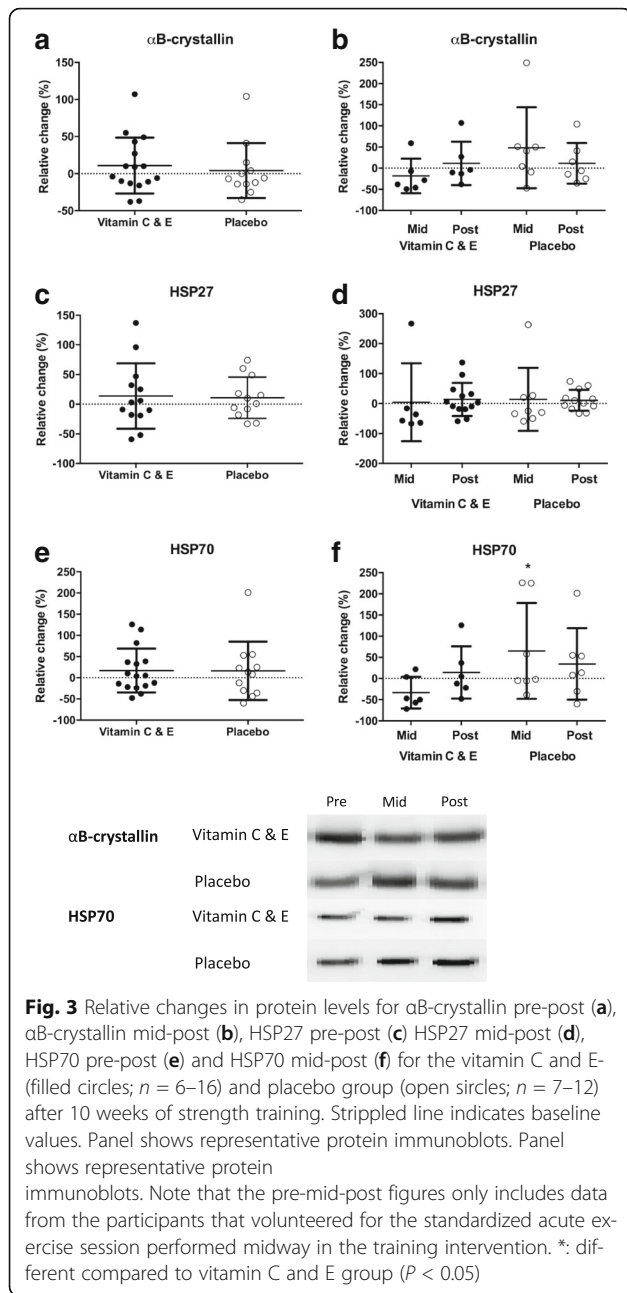 a
αB-crystallin
Relative change (%)
150
100
50
0
-50
Vitamin C & E
Placebo
b
αB-crystallin
Relative change (%)
250
200
150
100
50
0
-50
-100
Mid
Post
Mid
Post
Vitamin C & E
Placebo
c
HSP27
Relative change (%)
150
100
50
0
-50
-100
Vitamin C & E
Placebo
d
HSP27
Relative change (%)
300
200
100
0
-100
-200
Mid
Post
Mid
Post
Vitamin C & E
Placebo
e
HSP70
Relative change (%)
250
200
150
100
50
0
-50
-100
Vitamin C & E
Placebo
f
HSP70
Relative change (%)
250
200
150
100
50
0
-50
-100
*
Mid
Post
Mid
Post
Vitamin C & E
Placebo
Pre Mid Post
αB-crystallin Vitamin C & E
Placebo
HSP70 Vitamin C & E
Placebo
Fig. 3 Relative changes in protein levels for αB-crystallin pre-post (a),
αB-crystallin mid-post (b), HSP27 pre-post (c) HSP27 mid-post (d),
HSP70 pre-post (e) and HSP70 mid-post (f) for the vitamin C and E-
(filled circles; n = 6–16) and placebo group (open sircles; n = 7–12)
after 10 weeks of strength training. Strippled line indicates baseline
values. Panel shows representative protein immunoblots. Panel
shows representative protein
immunoblots. Note that the pre-mid-post figures only includes data
from the participants that volunteered for the standardized acute ex-
ercise session performed midway in the training intervention. *: dif-
ferent compared to vitamin C and E group (P < 0.05)